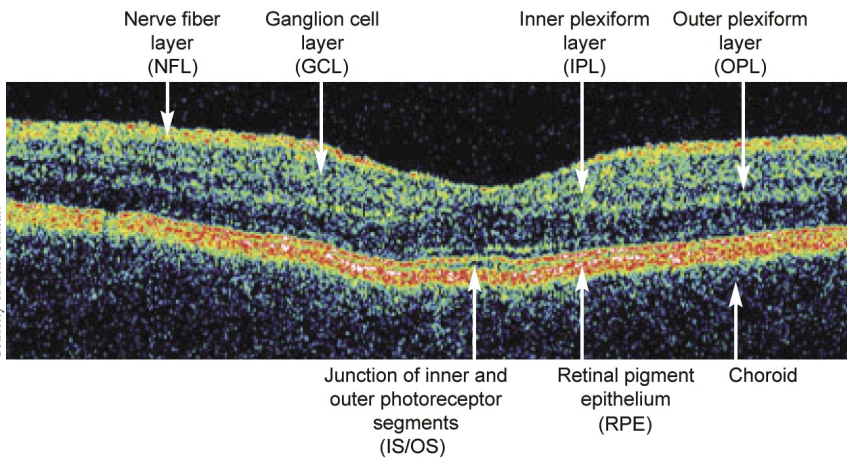 Nerve fiber
layer
(NFL)
Ganglion cell
layer
(GCL)
Inner plexiform
layer
(IPL)
Outer plexiform
layer
(OPL)
Junction of inner and
outer photoreceptor
segments
(IS/OS)
Retinal pigment
epithelium
(RPE)
Choroid